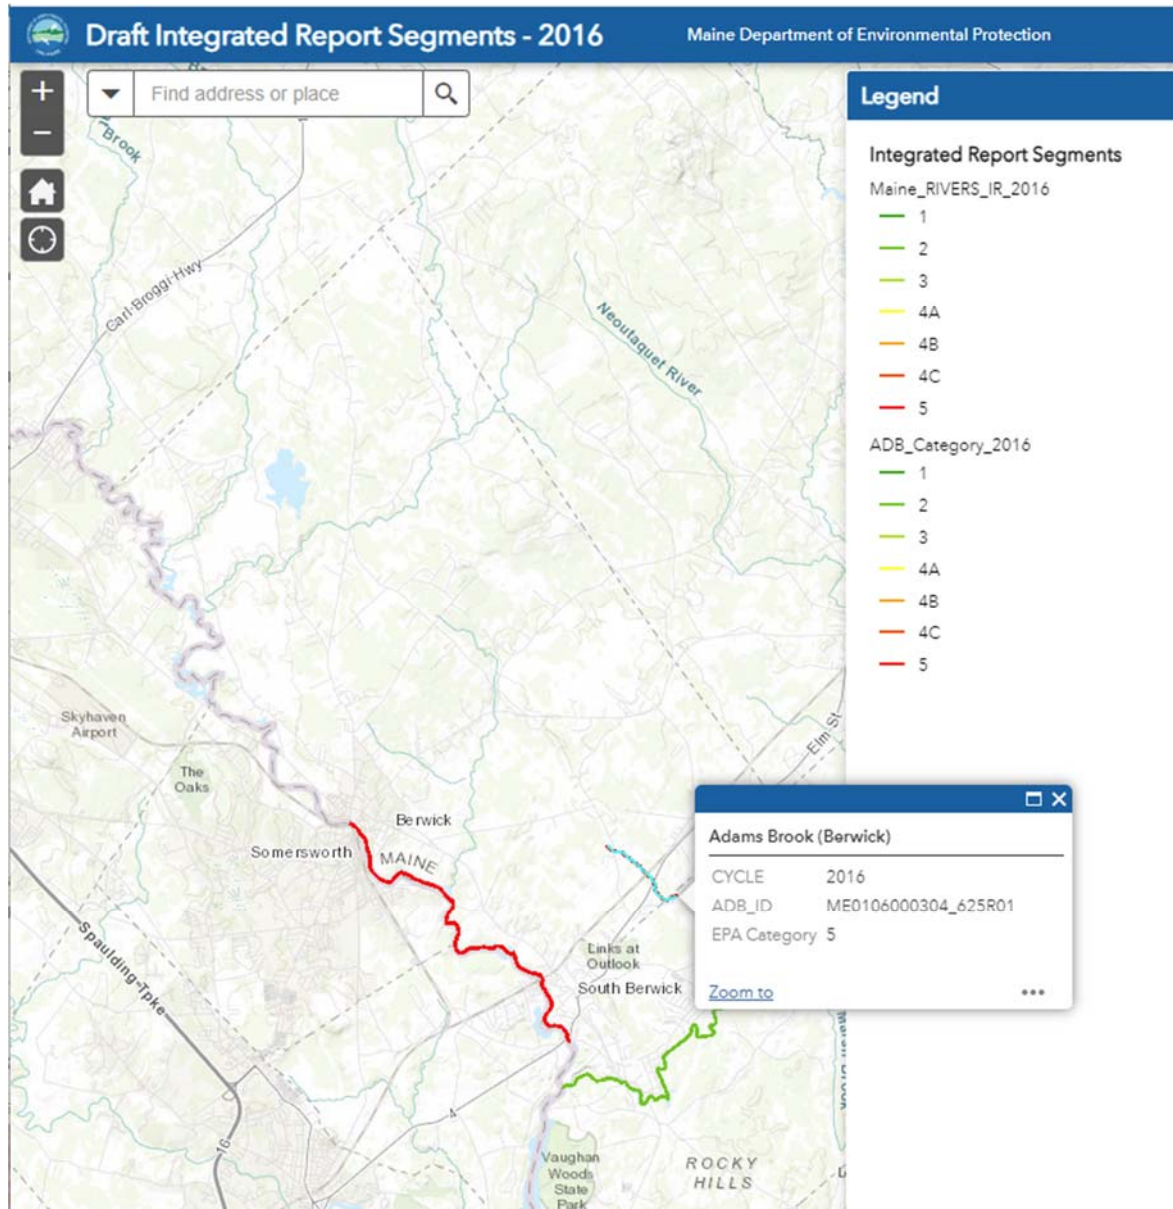 Draft Integrated Report Segments - 2016
Maine Department of Environmental Protection
+
Find address or place
−
Brook
Carl-Broggi-Hwy
Neoutaquet River
Skyhaven
Airport
The
Oaks
Berwick
Somersworth
MAINE
Elm-St
Spaulding-Tpke
Links at
Outlook
South Berwick
4
16
Vaughan
Woods
State
Park
ROCKY
HILLS
Legend
Integrated Report Segments
Maine_RIVERS_IR_2016
1
2
3
4A
4B
4C
5
ADB_Category_2016
1
2
3
4A
4B
4C
5
Adams Brook (Berwick)
CYCLE 2016
ADB_ID ME0106000304_625R01
EPA Category 5
Zoom to
•••